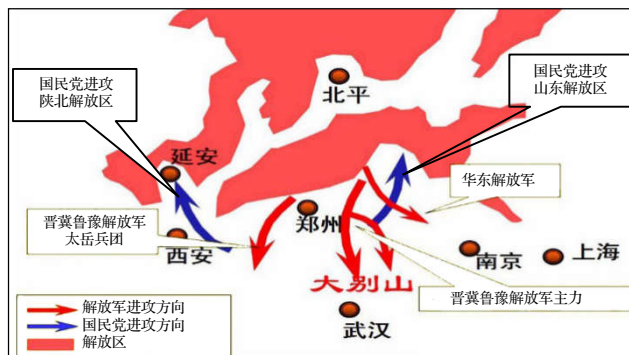 国民党进攻
陕北解放区
国民党进攻
山东解放区
北平
延安
华东解放军
晋冀鲁豫解放军
太岳兵团
郑州
西安
南京
上海
大别山
晋冀鲁豫解放军主力
武汉
解放军进攻方向
国民党进攻方向
解放区